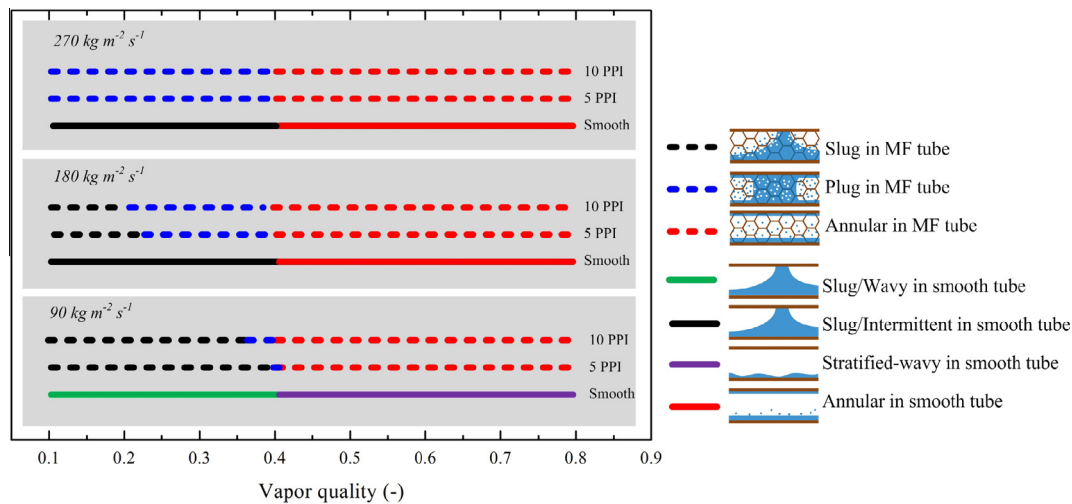 270 kg m⁻² s⁻¹
10 PPI
5 PPI
Smooth
180 kg m⁻² s⁻¹
10 PPI
5 PPI
Smooth
90 kg m⁻² s⁻¹
10 PPI
5 PPI
Smooth
0.1 0.2 0.3 0.4 0.5 0.6 0.7 0.8 0.9
Vapor quality (-)
Slug in MF tube
Plug in MF tube
Annular in MF tube
Slug/Wavy in smooth tube
Slug/Intermittent in smooth tube
Stratified-wavy in smooth tube
Annular in smooth tube